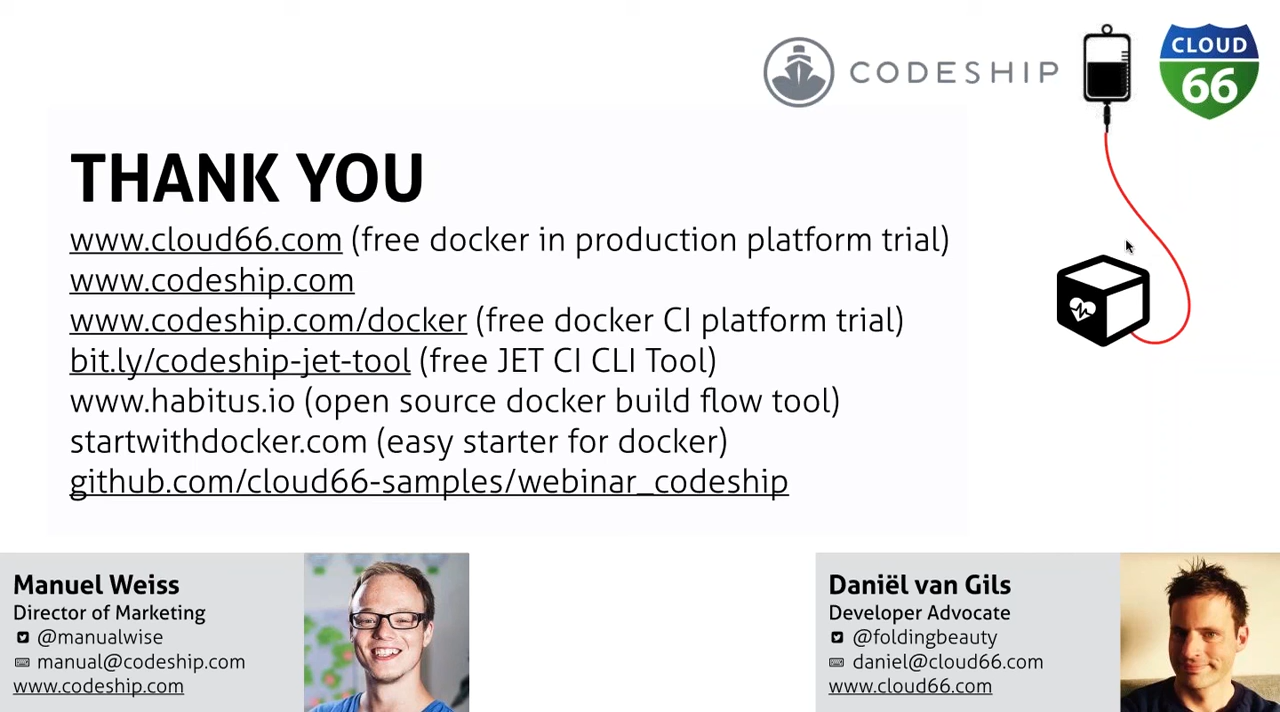 CODESHIP
CLOUD
66
THANK YOU
www.cloud66.com (free docker in production platform trial)
www.codeship.com
www.codeship.com/docker (free docker CI platform trial)
bit.ly/codeship-jet-tool (free JET CI CLI Tool)
www.habitus.io (open source docker build flow tool)
startwithdocker.com (easy starter for docker)
github.com/cloud66-samples/webinar_codeship
Manuel Weiss
Director of Marketing
@manualwise
manual@codeship.com
www.codeship.com
Daniël van Gils
Developer Advocate
@foldingbeauty
daniel@cloud66.com
www.cloud66.com